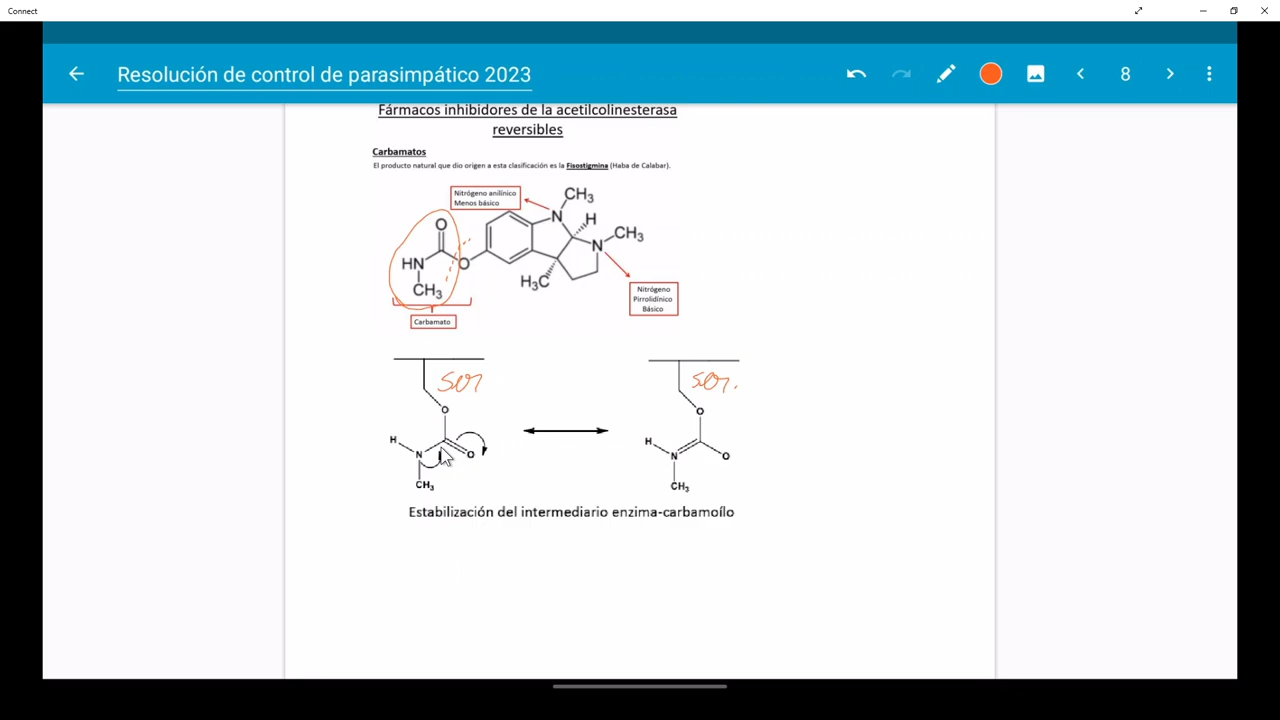 Connect
Resolución de control de parasimpático 2023
8
Fármacos inhibidores de la acetilcolinesterasa
reversibles
Carbamatos
El producto natural que dio origen a esta clasificación es la Fisostigmina (Haba de Calabar).
Nitrógeno anilínico
Menos básico
CH3
O
N
H
HN
O
N
CH3
CH3
H3C
Nitrógeno
Pirrolidínico
Básico
Carbamato
ser
ser.
O
O
H
H
N
O
N
O
CH3
CH3
Estabilización del intermediario enzima-carbamoílo